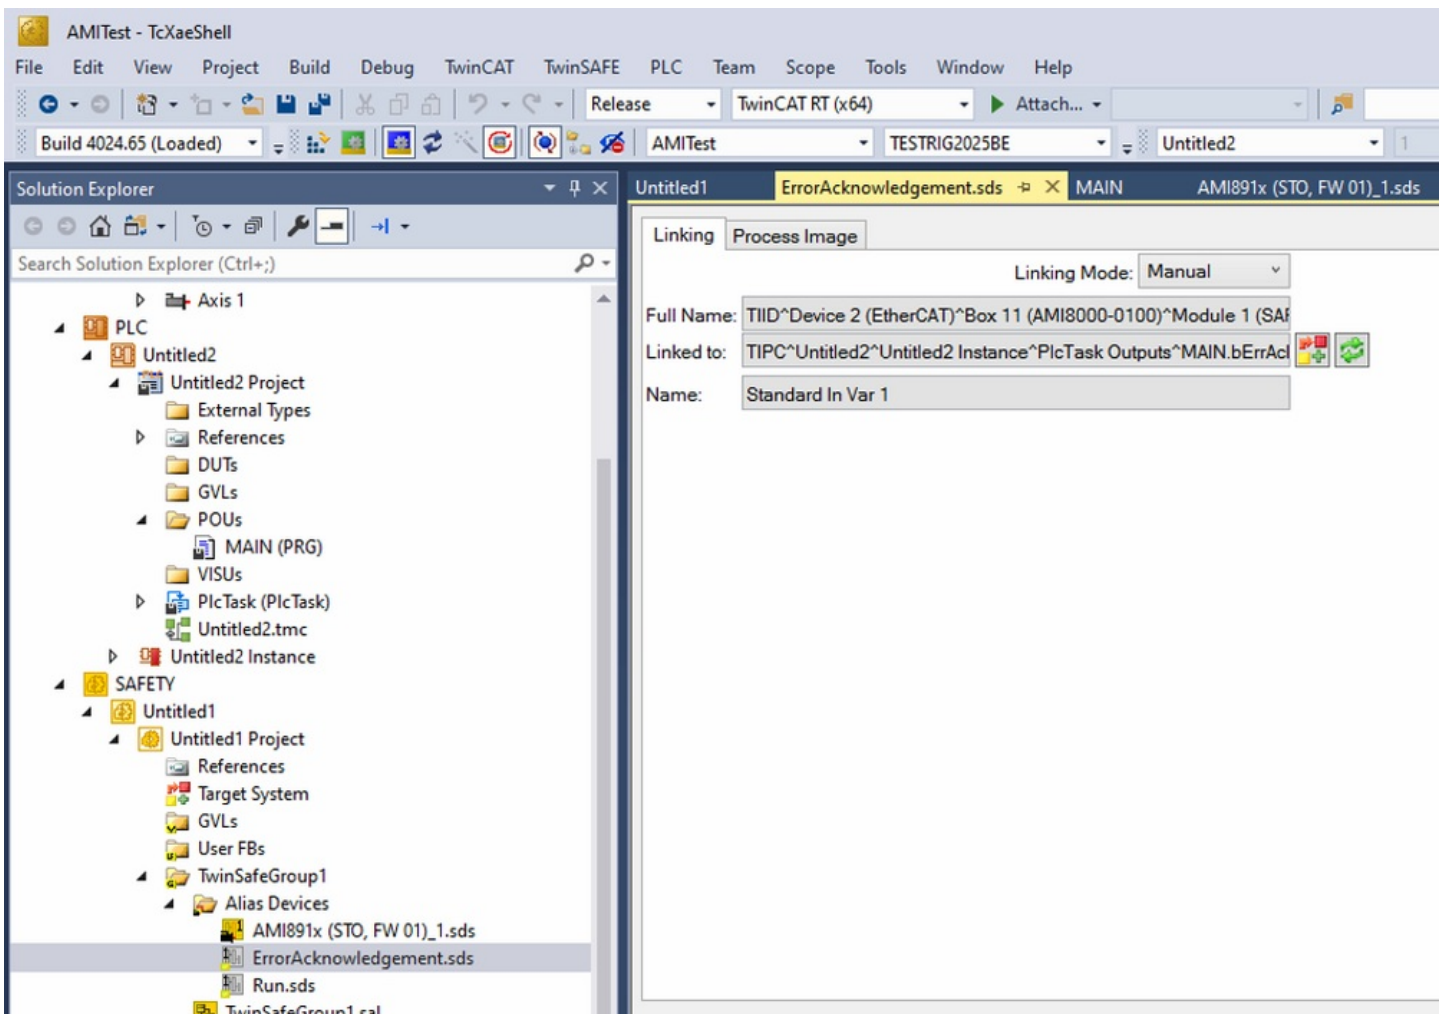 AMITest - TcXaeShell
File Edit View Project Build Debug TwinCAT TwinSAFE PLC Team Scope Tools Window Help
Release TwinCAT RT (x64) Attach...
Build 4024.65 (Loaded) AMITest TESTRIG2025BE Untitled2 1
Solution Explorer
Untitled1 ErrorAcknowledgement.sds MAIN AMI891x (STO, FW 01)_1.sds
Search Solution Explorer (Ctrl+;)
Axis 1
PLC
Untitled2
Untitled2 Project
External Types
References
DUTs
GVLs
POUs
MAIN (PRG)
VISUs
PlcTask (PlcTask)
Untitled2.tmc
Untitled2 Instance
SAFETY
Untitled1
Untitled1 Project
References
Target System
GVLs
User FBs
TwinSafeGroup1
Alias Devices
AMI891x (STO, FW 01)_1.sds
ErrorAcknowledgement.sds
Run.sds
TwinSafeGroup1.sal
Linking Process Image
Linking Mode: Manual
Full Name: TIID^Device 2 (EtherCAT)^Box 11 (AMI8000-0100)^Module 1 (SAF
Linked to: TIPC^Untitled2^Untitled2 Instance^PlcTask Outputs^MAIN.bErrAcl
Name: Standard In Var 1